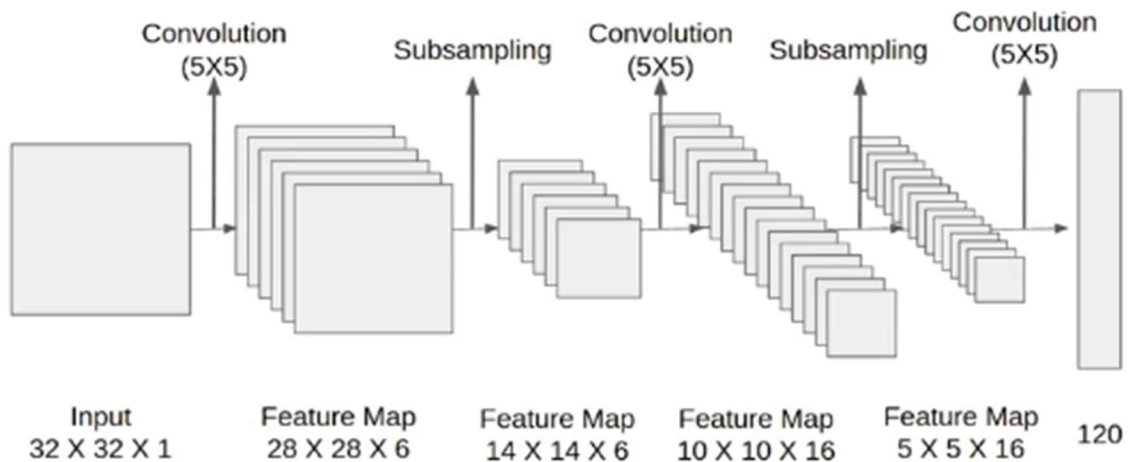 Convolution
(5X5)
Subsampling
Convolution
(5X5)
Subsampling
Convolution
(5X5)
Input
32 X 32 X 1
Feature Map
28 X 28 X 6
Feature Map
14 X 14 X 6
Feature Map
10 X 10 X 16
Feature Map
5 X 5 X 16
120